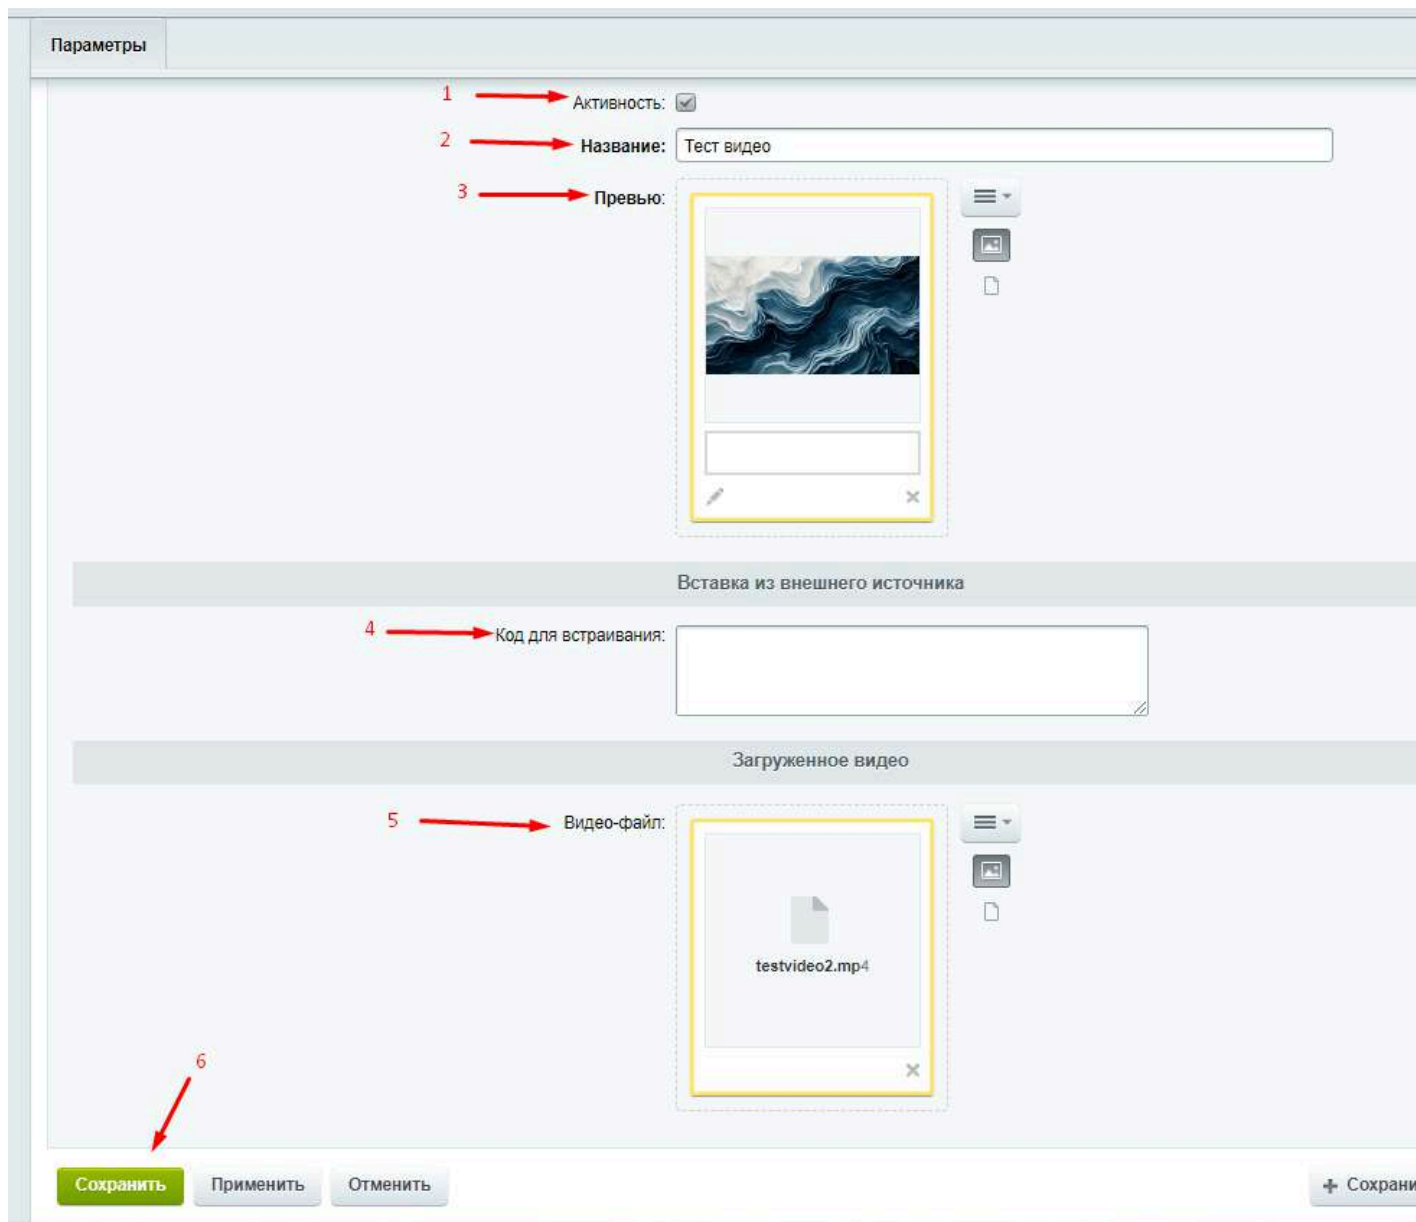 Параметры
1 Активность:
2 Название: Тест видео
3 Превью:
Вставка из внешнего источника
4 Код для встраивания:
Загруженное видео
5 Видео-файл:
testvideo2.mp4
6
Сохранить Применить Отменить + Сохрани